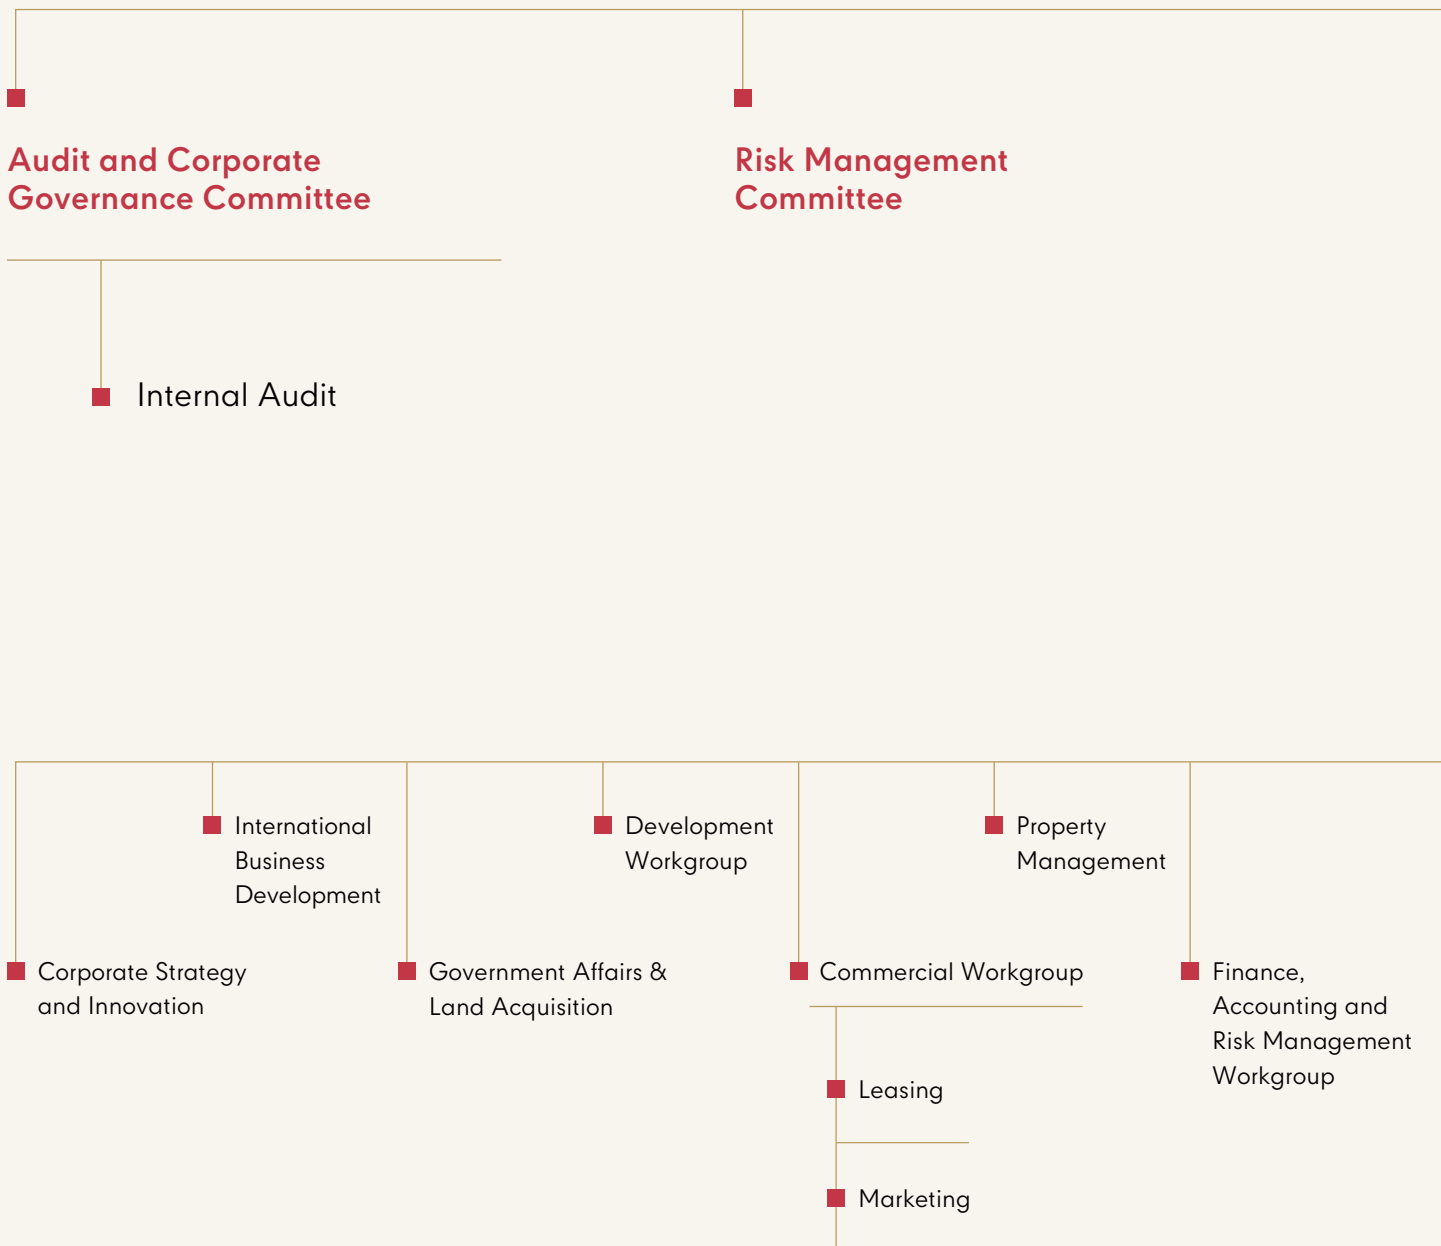 Audit and Corporate
Governance Committee
Risk Management
Committee
Internal Audit
International
Business
Development
Development
Workgroup
Property
Management
Corporate Strategy
and Innovation
Government Affairs &
Land Acquisition
Commercial Workgroup
Finance,
Accounting and
Risk Management
Workgroup
Leasing
Marketing